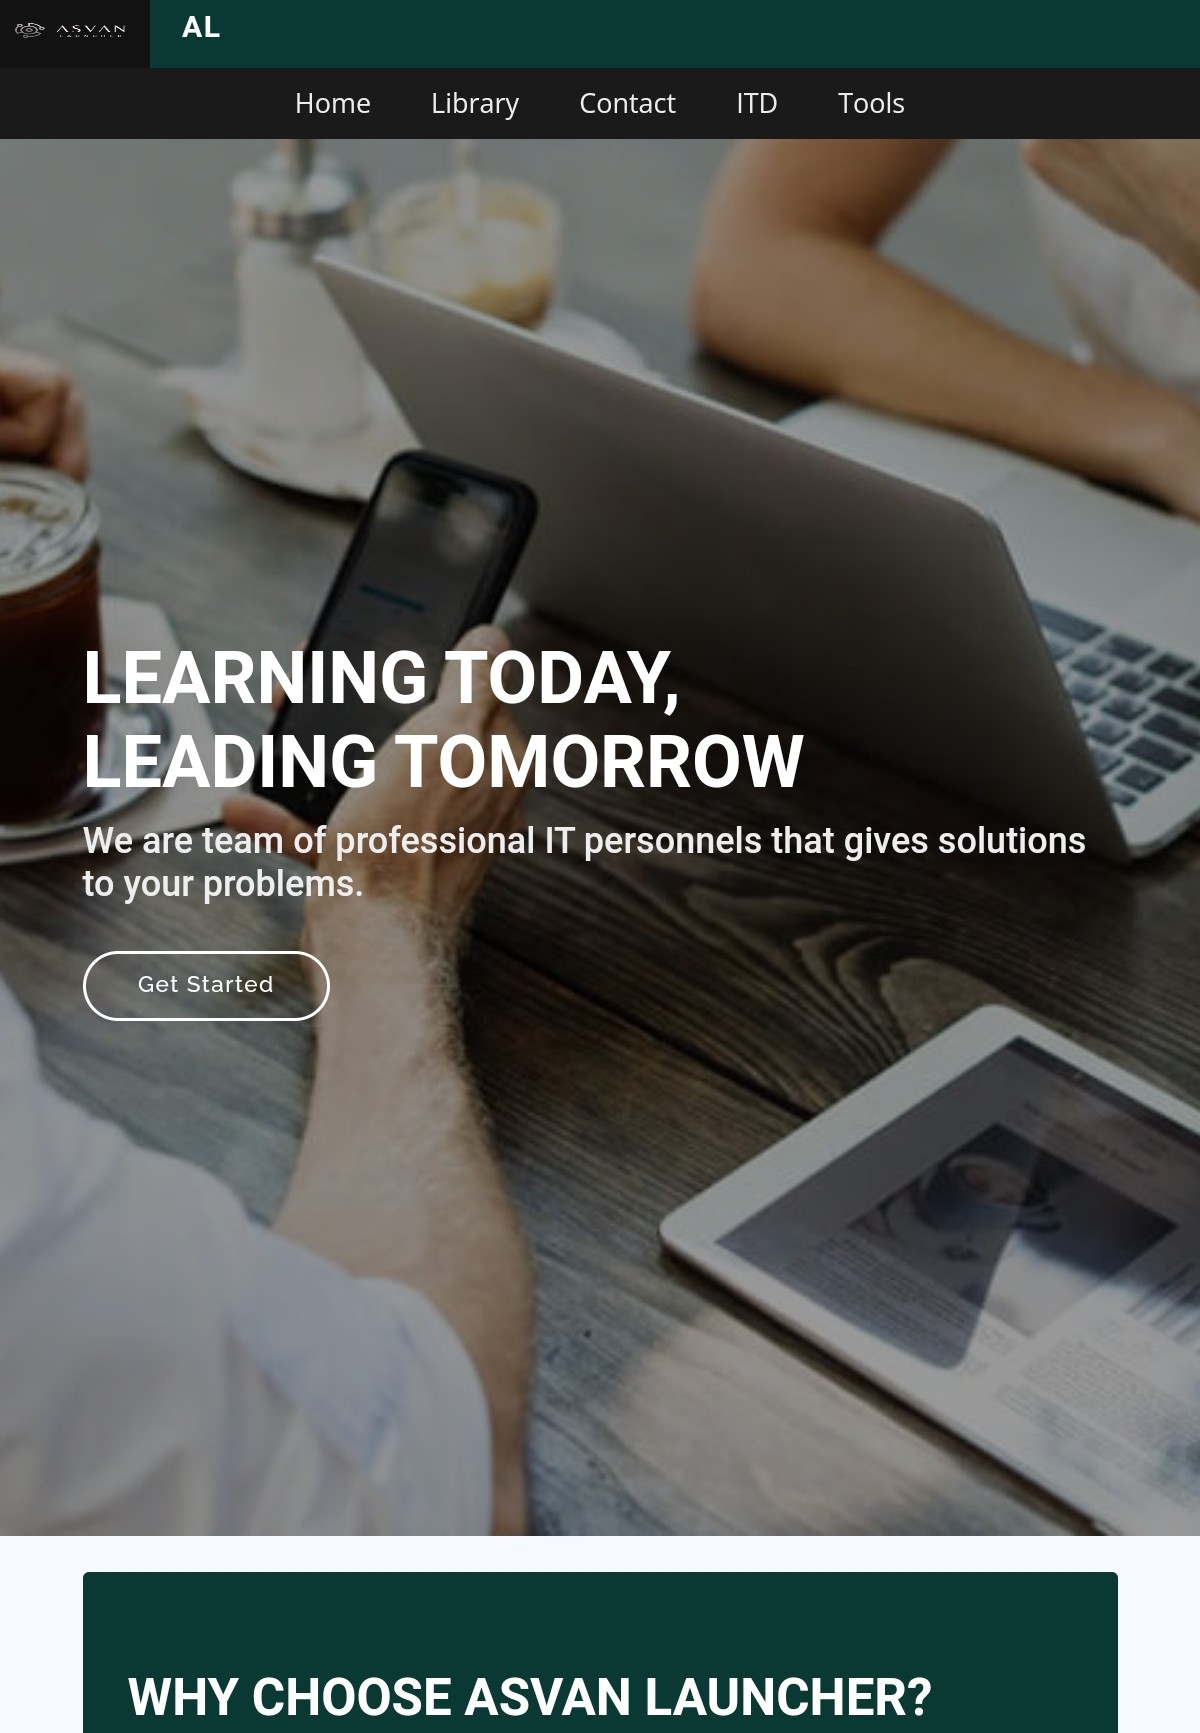 ASVAN
LAUNCHER
AL
Home Library Contact ITD Tools
LEARNING TODAY,
LEADING TOMORROW
We are team of professional IT personnels that gives solutions
to your problems.
Get Started
WHY CHOOSE ASVAN LAUNCHER?